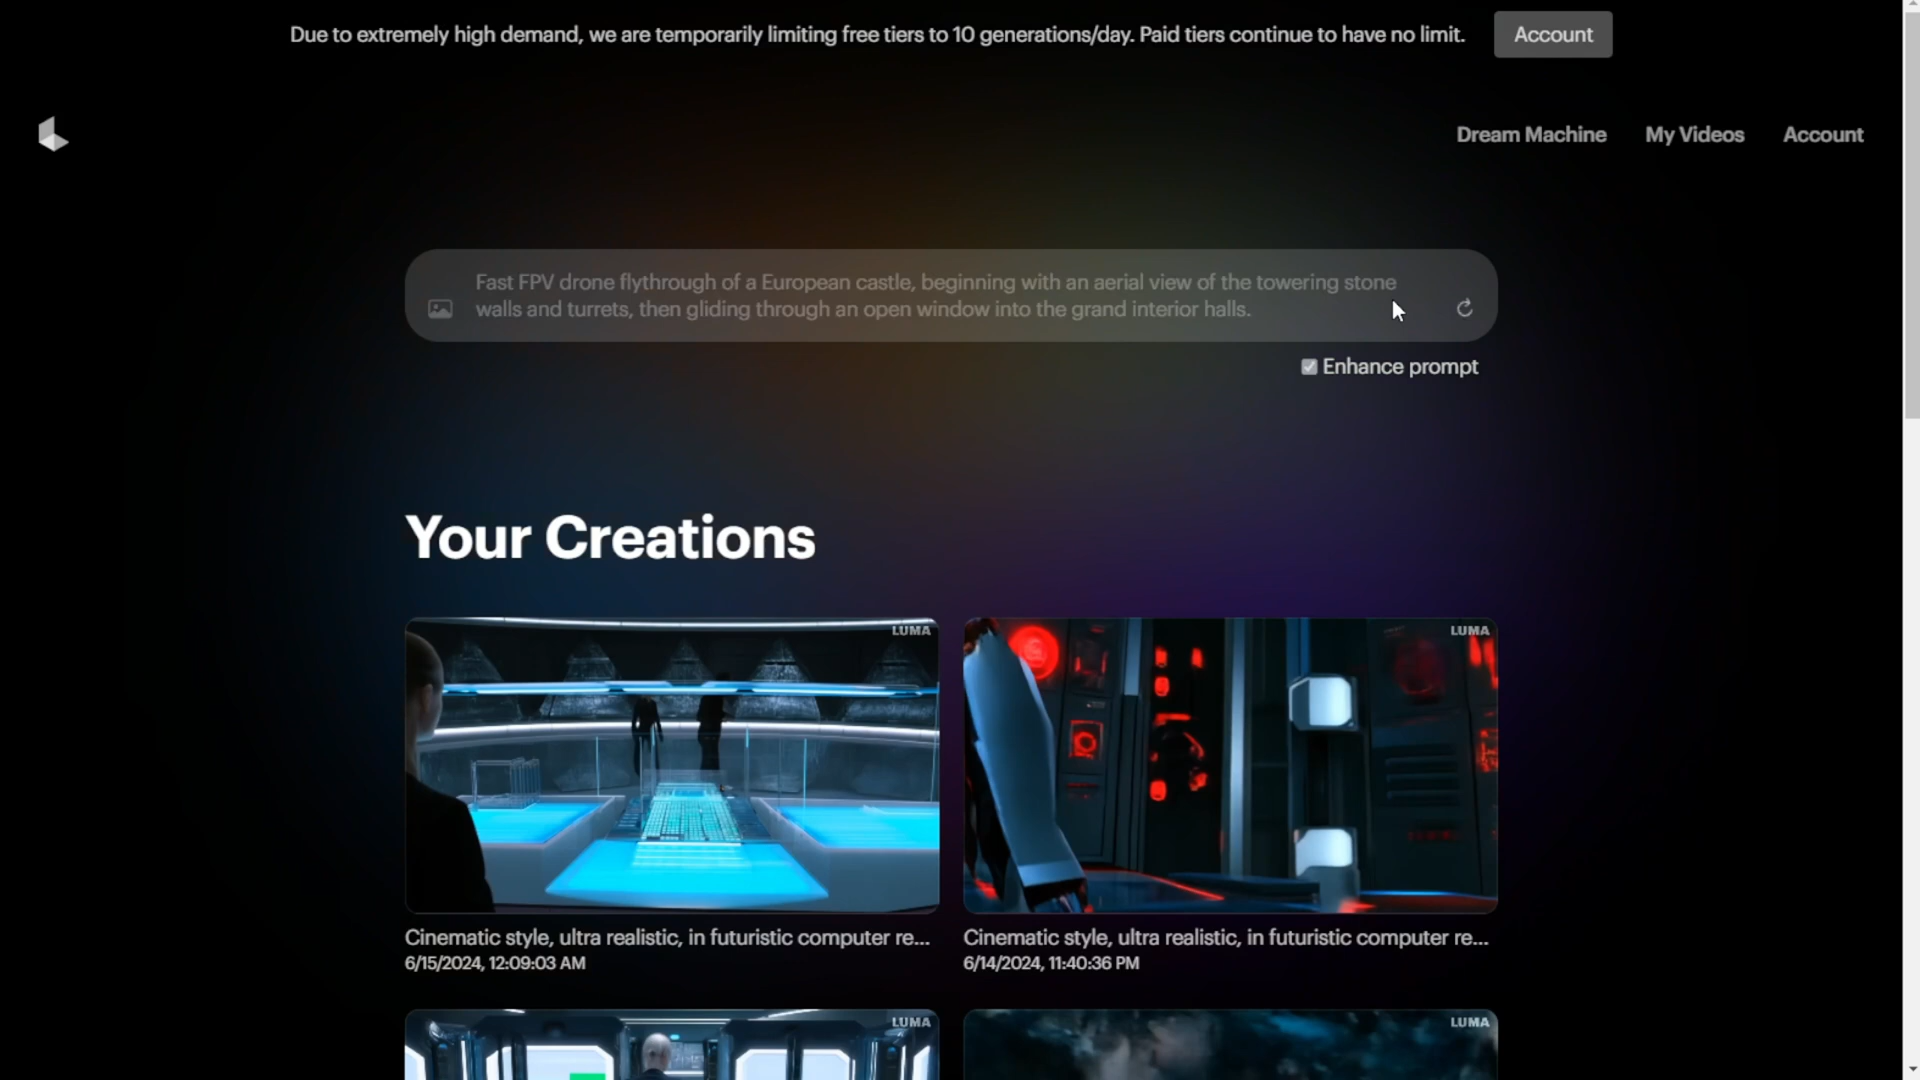 Due to extremely high demand, we are temporarily limiting free tiers to 10 generations/day. Paid tiers continue to have no limit.
Account
Dream Machine
My Videos
Account
Fast FPV drone flythrough of a European castle, beginning with an aerial view of the towering stone
walls and turrets, then gliding through an open window into the grand interior halls.
Enhance prompt
Your Creations
LUMA
LUMA
Cinematic style, ultra realistic, in futuristic computer re...
6/15/2024, 12:09:03 AM
Cinematic style, ultra realistic, in futuristic computer re...
6/14/2024, 11:40:36 PM
LUMA
LUMA